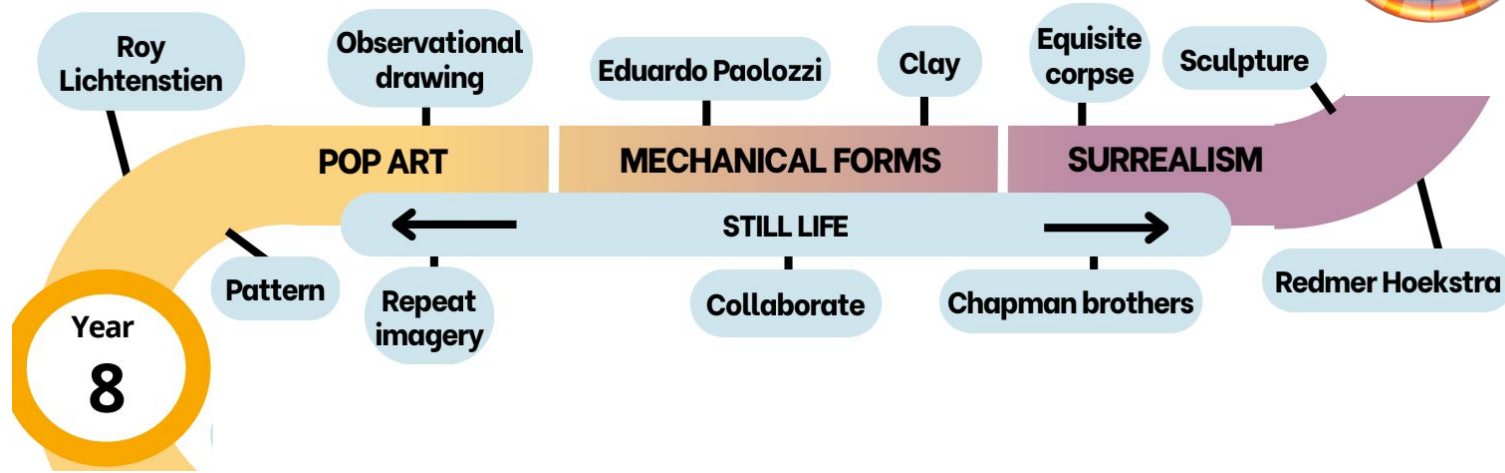 Roy
Lichtenstien
Observational
drawing
Eduardo Paolozzi
Clay
Equisite
corpse
Sculpture
POP ART
MECHANICAL FORMS
SURREALISM
STILL LIFE
Pattern
Repeat
imagery
Collaborate
Chapman brothers
Redmer Hoekstra
Year
8